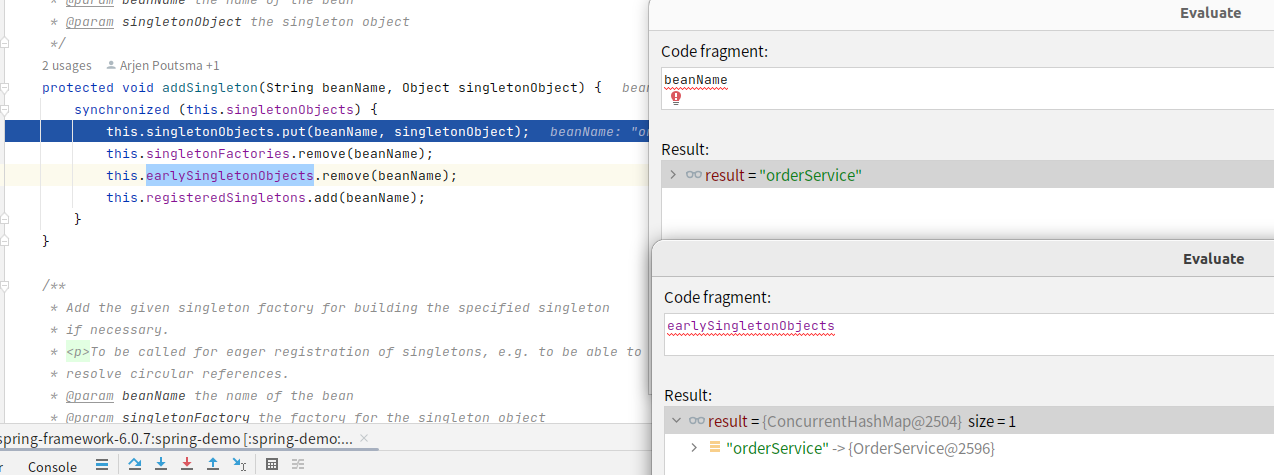 * @param beanName the name of the bean
* @param singletonObject the singleton object
*/
2 usages Arjen Poutsma +1
protected void addSingleton(String beanName, Object singletonObject) {
synchronized (this.singletonObjects) {
this.singletonObjects.put(beanName, singletonObject); beanName: "or
this.singletonFactories.remove(beanName);
this.earlySingletonObjects.remove(beanName);
this.registeredSingletons.add(beanName);
}
}
/**
* Add the given singleton factory for building the specified singleton
* if necessary.
* <p>To be called for eager registration of singletons, e.g. to be able to
* resolve circular references.
* @param beanName the name of the bean
* @param singletonFactory the factory for the singleton object
spring-framework-6.0.7:spring-demo [:spring-demo:...
Console
Evaluate
Code fragment:
beanName
Result:
result = "orderService"
Evaluate
Code fragment:
earlySingletonObjects
Result:
result = {ConcurrentHashMap@2504} size = 1
"orderService" -> {OrderService@2596}